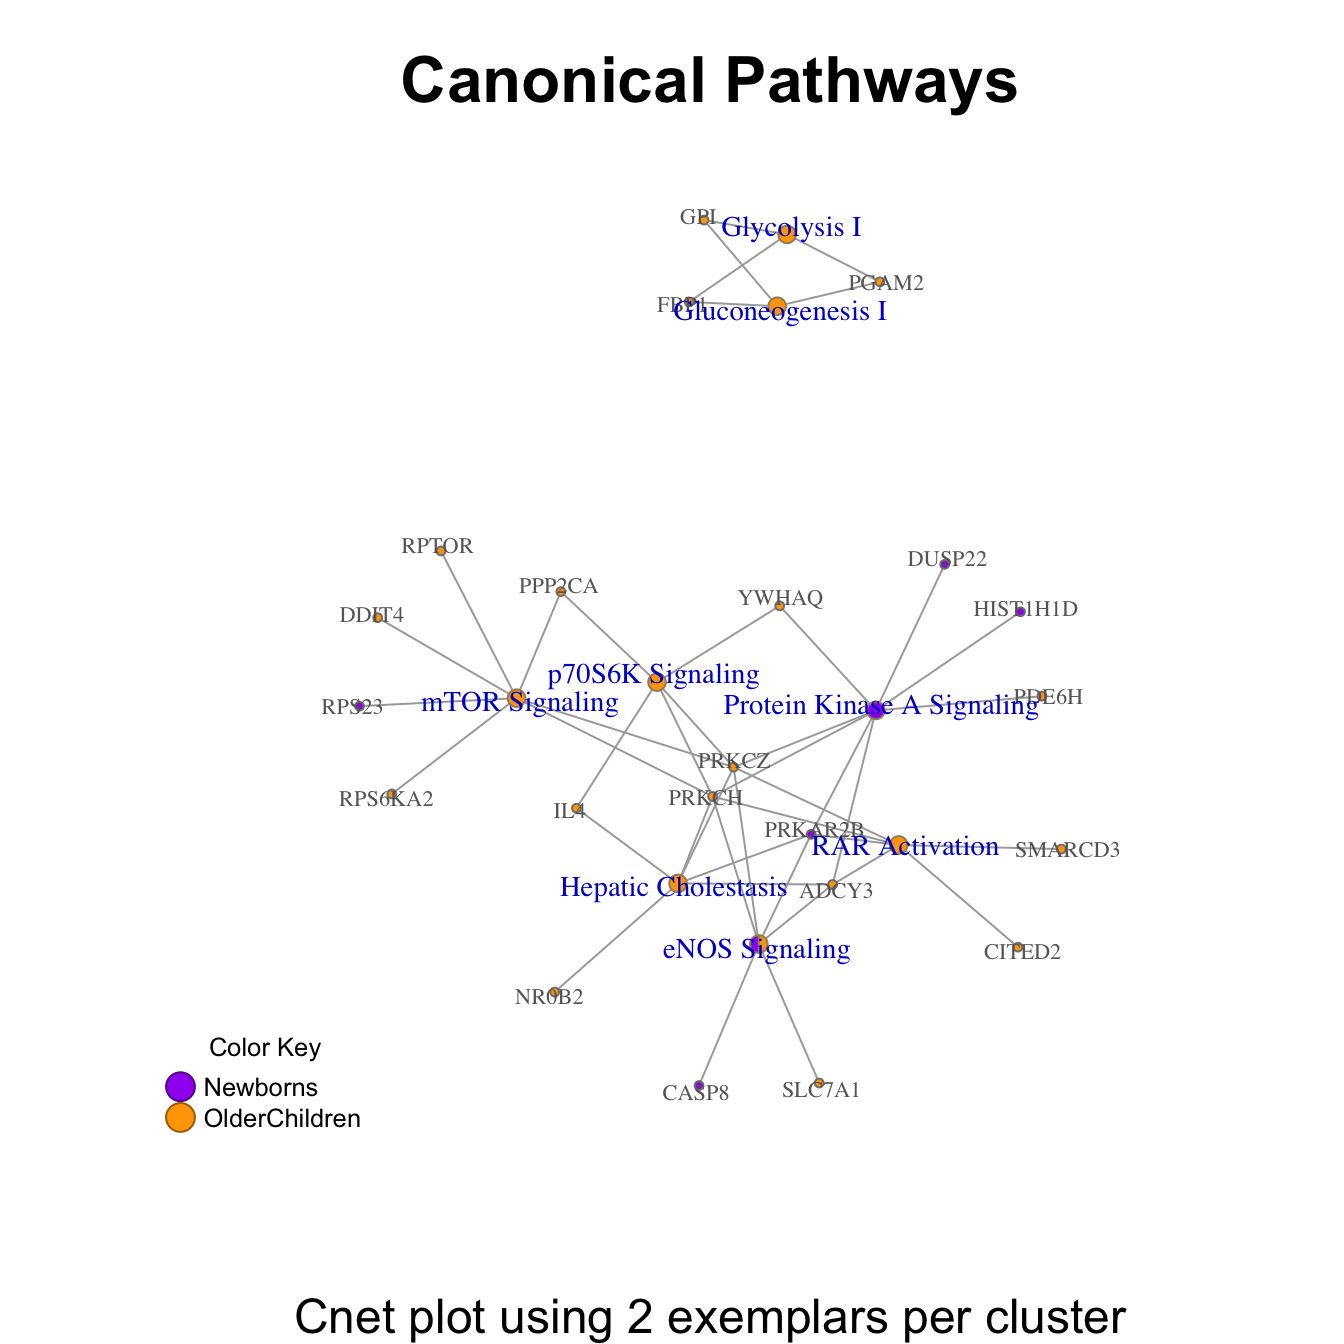 Canonical Pathways
GPI
Glycolysis I
PGAM2
FBP1
Gluconeogenesis I
RPTOR
DUSP22
PPP2CA
YWHAQ
HIST1H1D
DDIT4
p70S6K Signaling
PDE6H
RPS23
mTOR Signaling
Protein Kinase A Signaling
PRKCZ
RPS6KA2
PRKCH
IL4
PRKAR2B
RAR Activation
SMARCD3
Hepatic Cholestasis
ADCY3
eNOS Signaling
CITED2
NR0B2
Color Key
Newborns
OlderChildren
CASP8
SLC7A1
Cnet plot using 2 exemplars per cluster